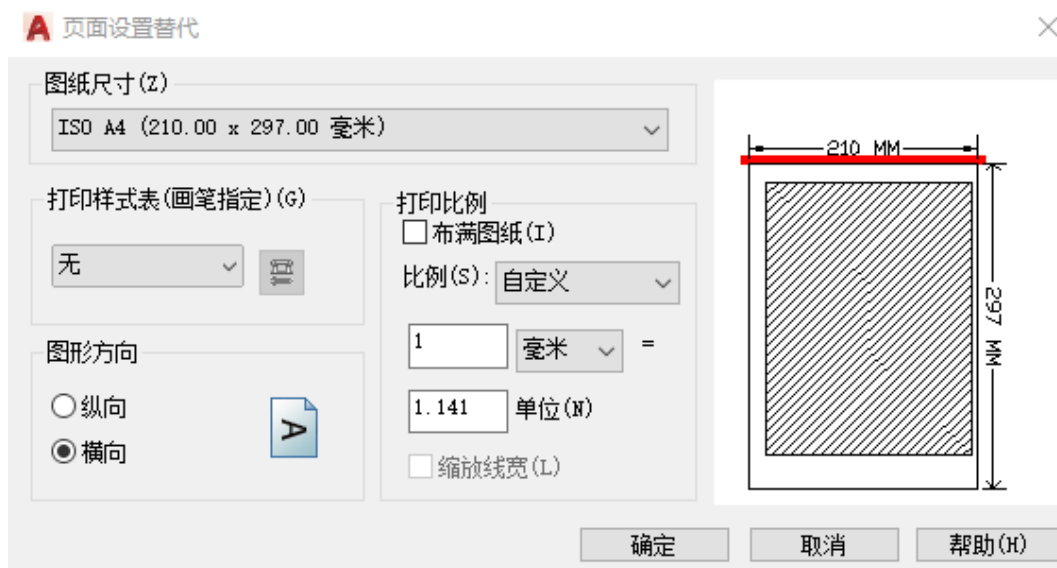 页面设置替代
图纸尺寸(Z)
ISO A4 (210.00 x 297.00 毫米)
打印样式表(画笔指定)(G)
无
图形方向
纵向
横向
A
打印比例
布满图纸(I)
比例(S): 自定义
1 毫米 =
1.141 单位(N)
缩放线宽(L)
210 MM
297 MM
确定 取消 帮助(H)